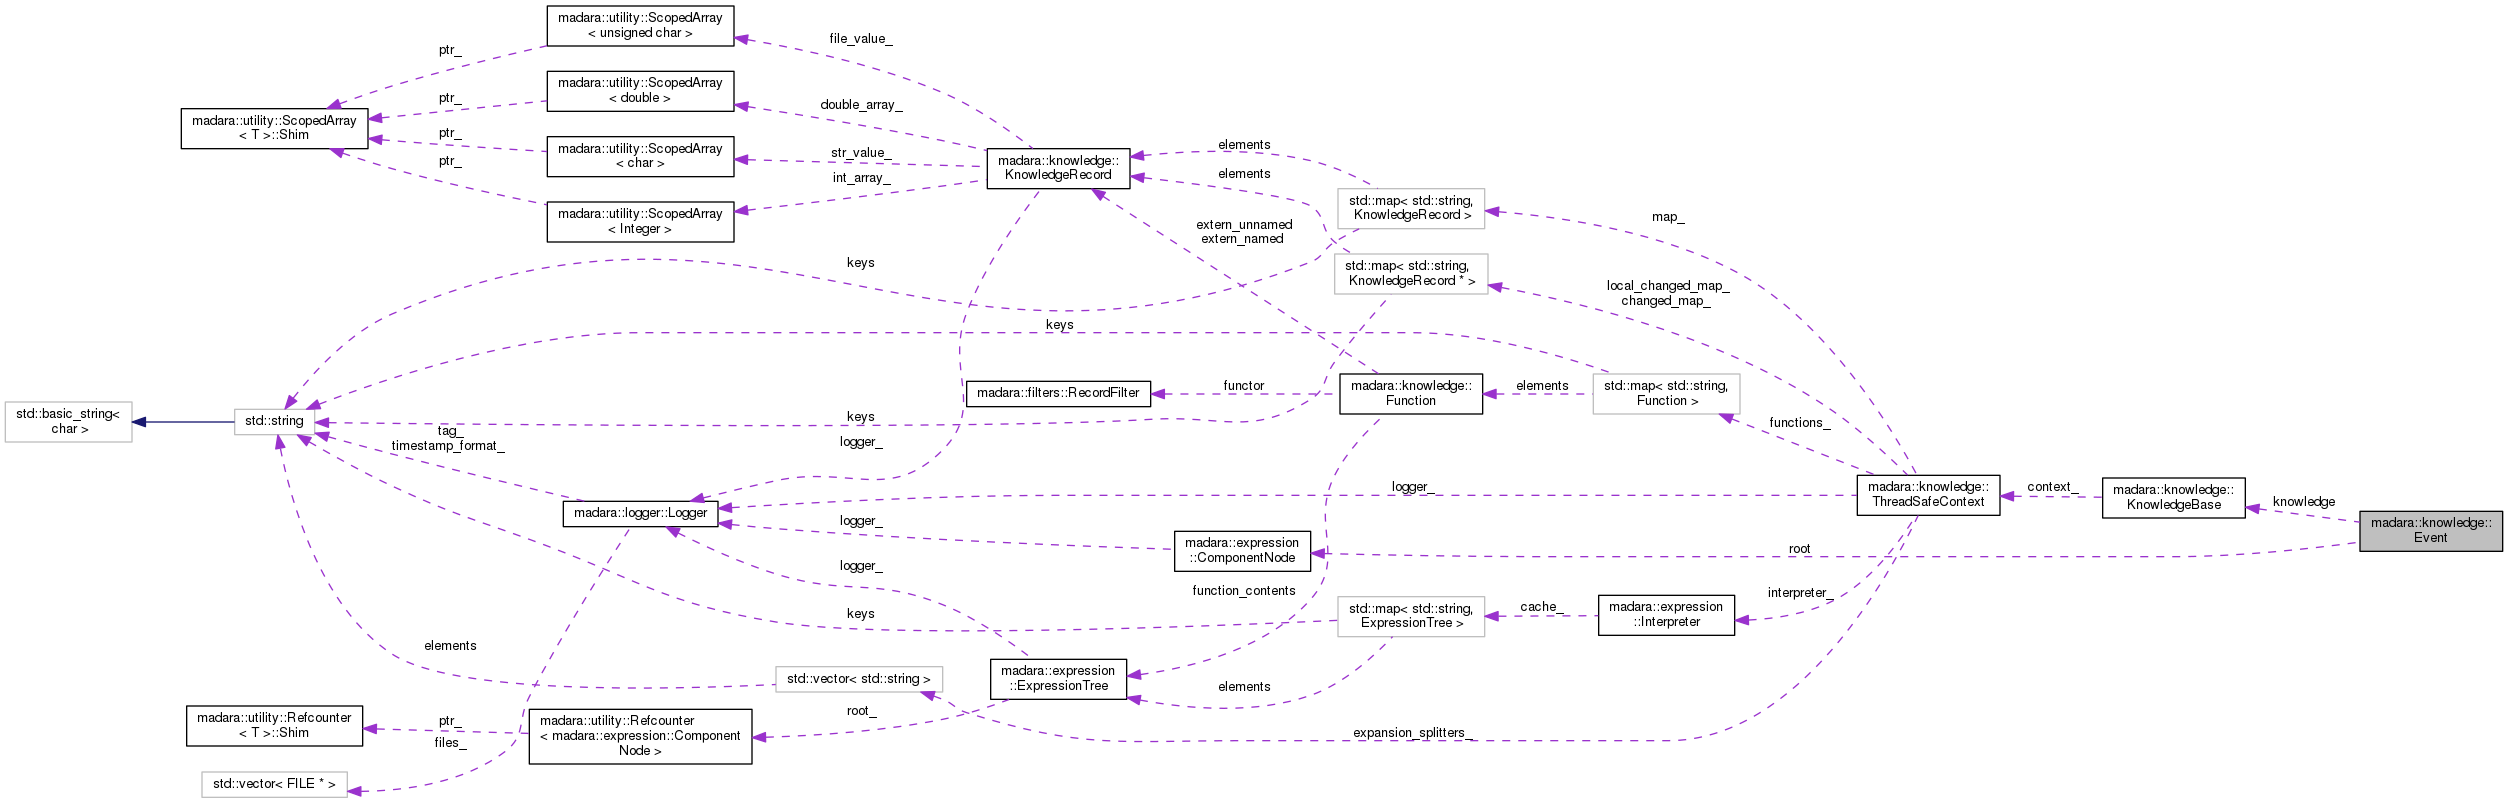 madara::utility::ScopedArray
< unsigned char >
file_value_
ptr_
madara::utility::ScopedArray
< double >
ptr_
double_array_
madara::utility::ScopedArray
< T >::Shim
ptr_
madara::utility::ScopedArray
< char >
str_value_
elements
ptr_
madara::knowledge::
KnowledgeRecord
int_array_
elements
madara::utility::ScopedArray
< Integer >
std::map< std::string,
KnowledgeRecord >
map_
extern_unnamed
extern_named
keys
std::map< std::string,
KnowledgeRecord * >
local_changed_map_
changed_map_
keys
madara::filters::RecordFilter
functor
madara::knowledge::
Function
elements
std::map< std::string,
Function >
std::basic_string<
char >
std::string
keys
functions_
tag_
timestamp_format_
logger_
madara::logger::Logger
logger_
madara::knowledge::
ThreadSafeContext
context_
madara::knowledge::
KnowledgeBase
knowledge
madara::knowledge::
Event
logger_
madara::expression
::ComponentNode
root
logger_
function_contents
keys
std::map< std::string,
ExpressionTree >
cache_
madara::expression
::Interpreter
interpreter_
elements
std::vector< std::string >
madara::expression
::ExpressionTree
elements
madara::utility::Refcounter
< T >::Shim
ptr_
madara::utility::Refcounter
< madara::expression::Component
Node >
root_
expansion_splitters_
files_
std::vector< FILE * >